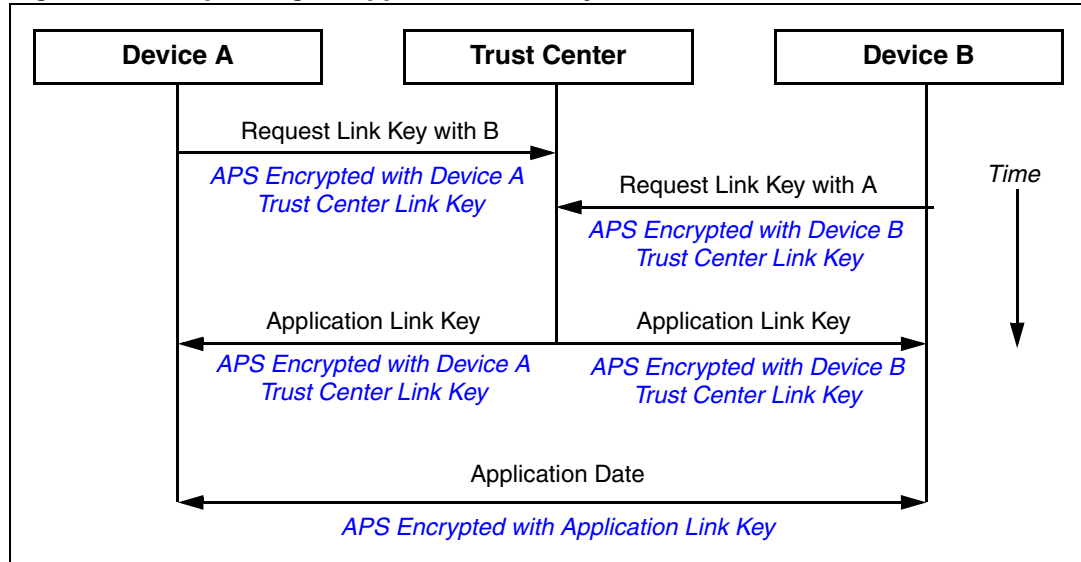 Device A
Trust Center
Device B
Request Link Key with B
APS Encrypted with Device A
Trust Center Link Key
Time
Request Link Key with A
APS Encrypted with Device B
Trust Center Link Key
Application Link Key
Application Link Key
APS Encrypted with Device A
Trust Center Link Key
APS Encrypted with Device B
Trust Center Link Key
Application Date
APS Encrypted with Application Link Key